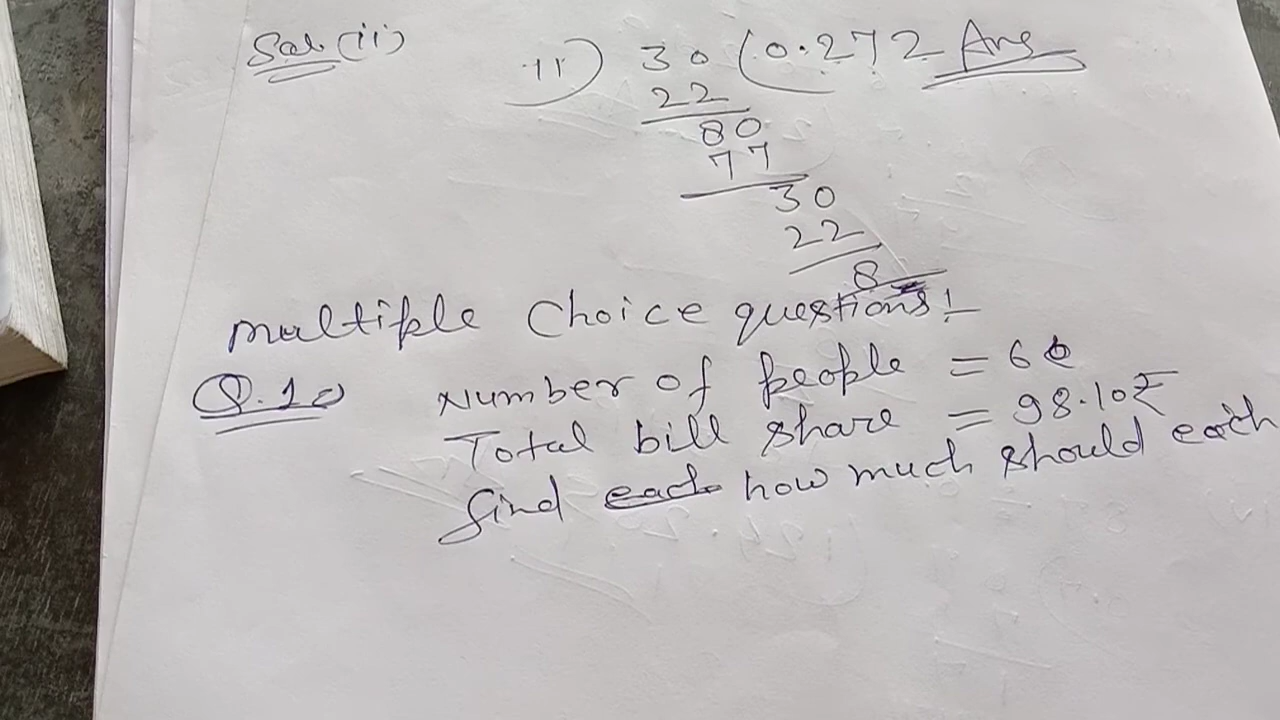 Sol.(ii)
11) 30 (0.272 Ans
22
80
77
30
22
8
Multiple Choice questions:-
Q.10 Number of people = 6
Total bill share = 98.10₹
find each how much should each